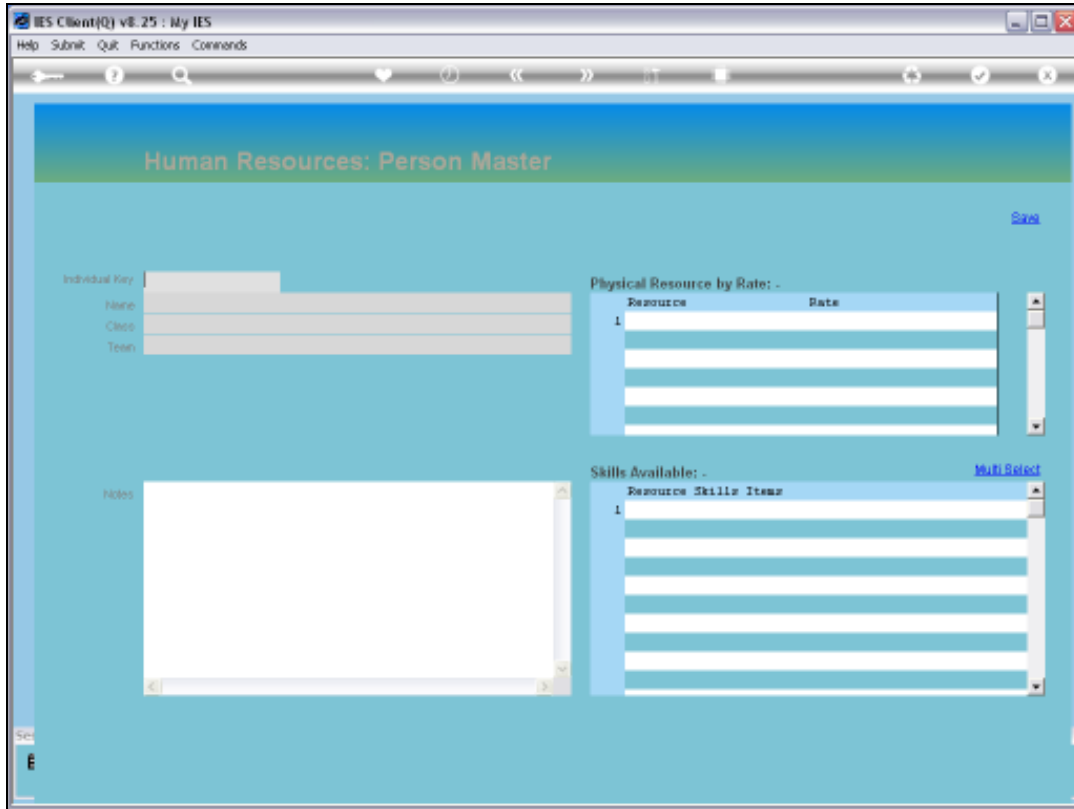 IES Client(Q) v8.25 : My IES
Help Submit Quit Functions Commands
Human Resources: Person Master
Save
Individual Key
Name
Class
Team
Physical Resource by Rate: -
Resource Rate
1
Skills Available: -
Multi Select
Resource Skills Items
1
Notes